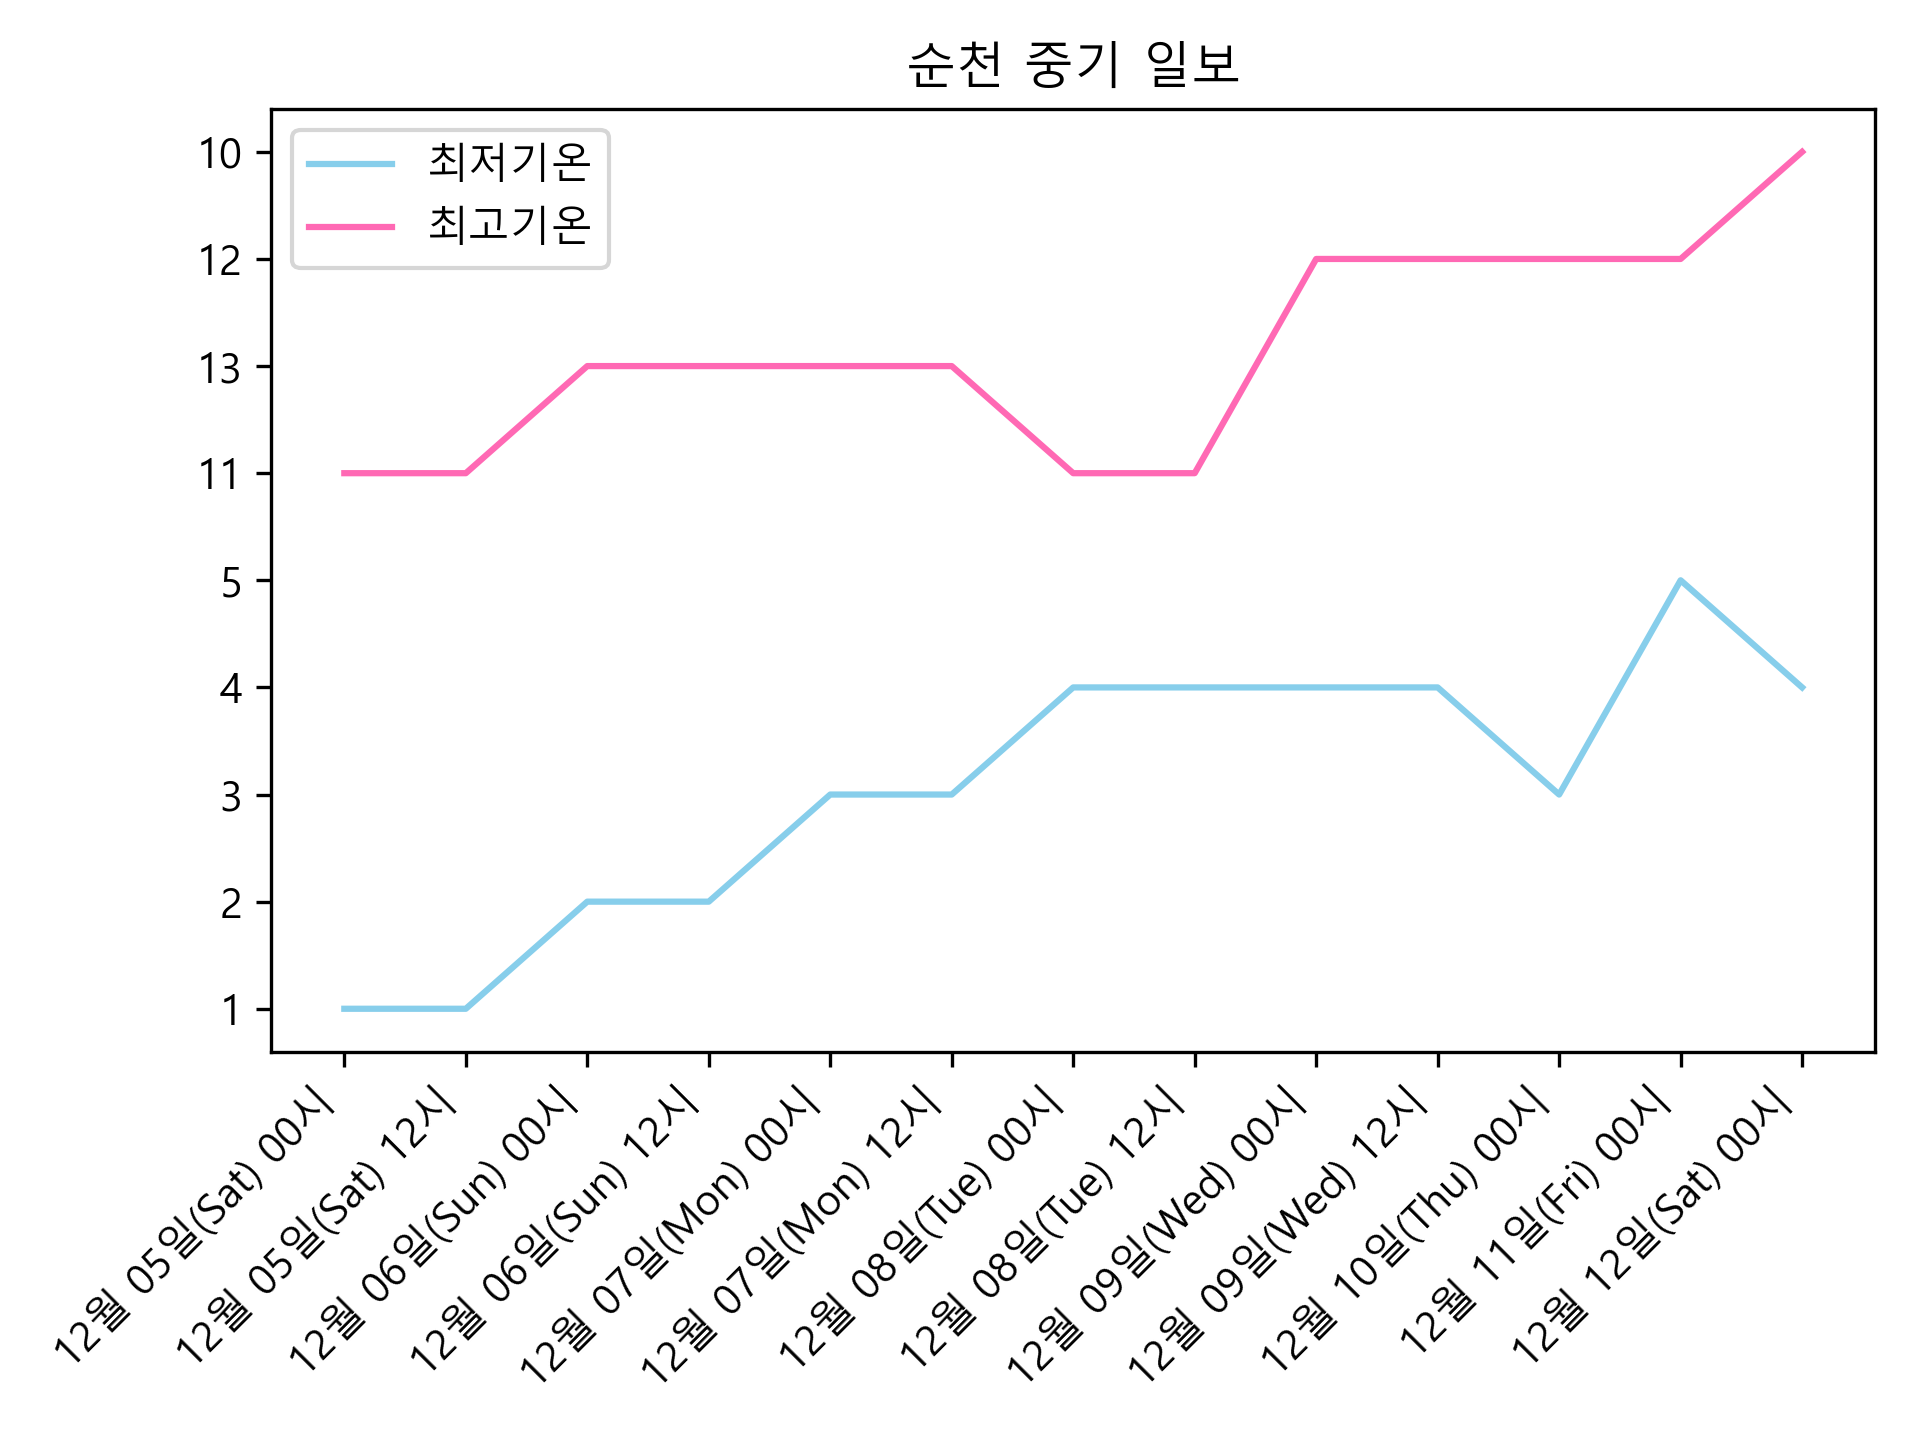 순천 중기 일보
최저기온
최고기온
10
12
13
11
5
4
3
2
1
12월 05일(Sat) 00시
12월 05일(Sat) 12시
12월 06일(Sun) 00시
12월 06일(Sun) 12시
12월 07일(Mon) 00시
12월 07일(Mon) 12시
12월 08일(Tue) 00시
12월 08일(Tue) 12시
12월 09일(Wed) 00시
12월 09일(Wed) 12시
12월 10일(Thu) 00시
12월 11일(Fri) 00시
12월 12일(Sat) 00시